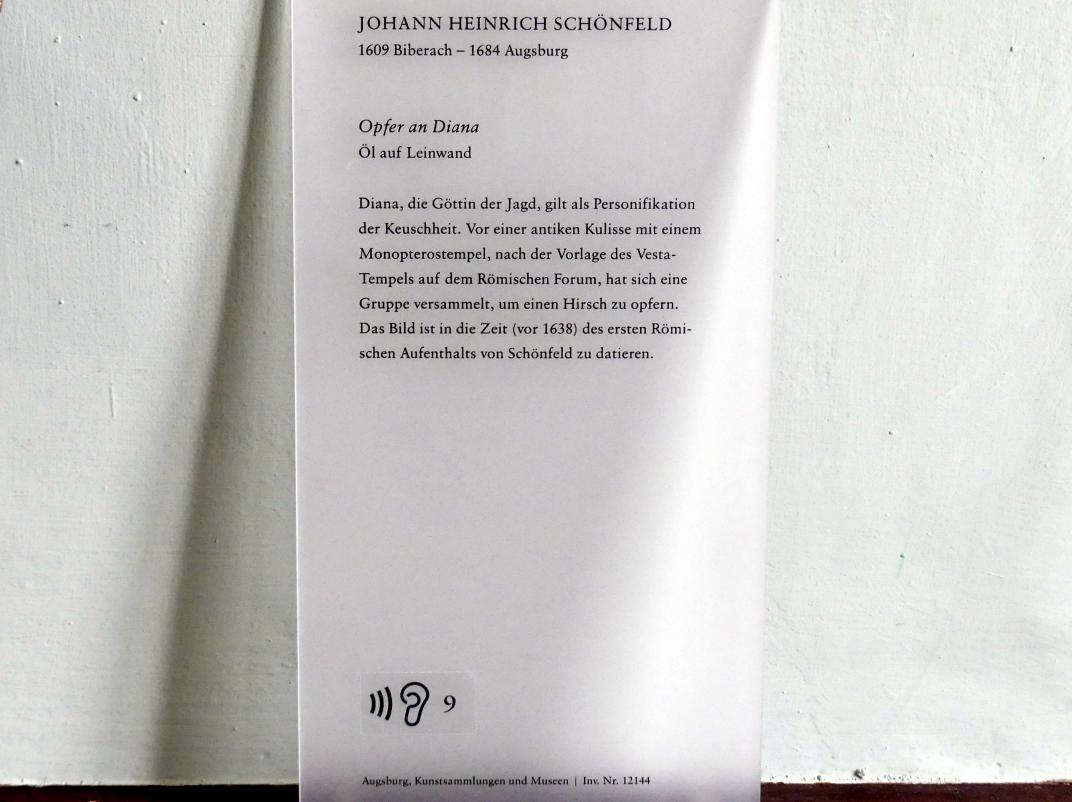 JOHANN HEINRICH SCHÖNFELD
1609 Biberach – 1684 Augsburg
Opfer an Diana
Öl auf Leinwand
Diana, die Göttin der Jagd, gilt als Personifikation
der Keuschheit. Vor einer antiken Kulisse mit einem
Monopterostempel, nach der Vorlage des Vesta-
Tempels auf dem Römischen Forum, hat sich eine
Gruppe versammelt, um einen Hirsch zu opfern.
Das Bild ist in die Zeit (vor 1638) des ersten Römi-
schen Aufenthalts von Schönfeld zu datieren.
9
Augsburg, Kunstsammlungen und Museen | Inv. Nr. 12144